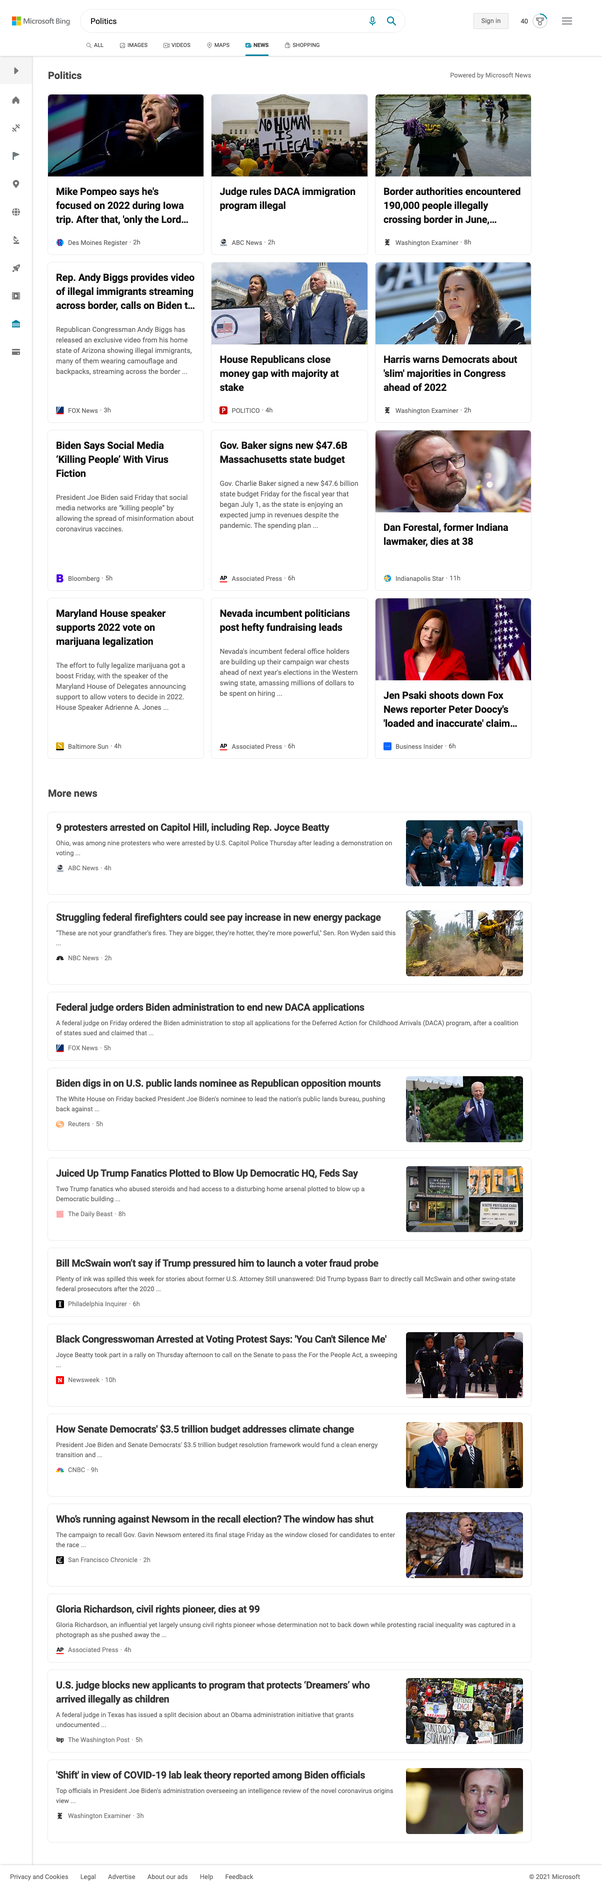 Microsoft Bing
Politics
Sign in
40
ALL
IMAGES
VIDEOS
MAPS
NEWS
SHOPPING
Politics
Powered by Microsoft News
Mike Pompeo says he's
focused on 2022 during Iowa
trip. After that, 'only the Lord...
Des Moines Register · 2h
NO HUMAN
IS
ILLEGAL
Judge rules DACA immigration
program illegal
ABC News · 2h
Border authorities encountered
190,000 people illegally
crossing border in June,...
Washington Examiner · 8h
Rep. Andy Biggs provides video
of illegal immigrants streaming
across border, calls on Biden t...
Republican Congressman Andy Biggs has
released an exclusive video from his home
state of Arizona showing illegal immigrants,
many of them wearing camouflage and
backpacks, streaming across the border ...
FOX News · 3h
House Republicans close
money gap with majority at
stake
POLITICO · 4h
Harris warns Democrats about
'slim' majorities in Congress
ahead of 2022
Washington Examiner · 2h
Biden Says Social Media
‘Killing People’ With Virus
Fiction
President Joe Biden said Friday that social
media networks are “killing people” by
allowing the spread of misinformation about
coronavirus vaccines.
Bloomberg · 5h
Gov. Baker signs new $47.6B
Massachusetts state budget
Gov. Charlie Baker signed a new $47.6 billion
state budget Friday for the fiscal year that
began July 1, as the state is enjoying an
expected jump in revenues despite the
pandemic. The spending plan ...
AP Associated Press · 6h
Dan Forestal, former Indiana
lawmaker, dies at 38
Indianapolis Star · 11h
Maryland House speaker
supports 2022 vote on
marijuana legalization
The effort to fully legalize marijuana got a
boost Friday, with the speaker of the
Maryland House of Delegates announcing
support to allow voters to decide in 2022.
House Speaker Adrienne A. Jones ...
Baltimore Sun · 4h
Nevada incumbent politicians
post hefty fundraising leads
Nevada's incumbent federal office holders
are building up their campaign war chests
ahead of next year's elections in the Western
swing state, amassing millions of dollars to
be spent on hiring ...
AP Associated Press · 6h
Jen Psaki shoots down Fox
News reporter Peter Doocy's
'loaded and inaccurate' claim...
Business Insider · 6h
More news
9 protesters arrested on Capitol Hill, including Rep. Joyce Beatty
Ohio, was among nine protesters who were arrested by U.S. Capitol Police Thursday after leading a demonstration on
voting ...
ABC News · 4h
Struggling federal firefighters could see pay increase in new energy package
“These are not your grandfather's fires. They are bigger, they're hotter, they're more powerful,” Sen. Ron Wyden said this
...
NBC News · 2h
Federal judge orders Biden administration to end new DACA applications
A federal judge on Friday ordered the Biden administration to stop all applications for the Deferred Action for Childhood Arrivals (DACA) program, after a coalition
of states sued and claimed that ...
FOX News · 5h
Biden digs in on U.S. public lands nominee as Republican opposition mounts
The White House on Friday backed President Joe Biden's nominee to lead the nation's public lands bureau, pushing
back against ...
Reuters · 5h
Juiced Up Trump Fanatics Plotted to Blow Up Democratic HQ, Feds Say
Two Trump fanatics who abused steroids and had access to a disturbing home arsenal plotted to blow up a
Democratic building ...
The Daily Beast · 8h
Bill McSwain won’t say if Trump pressured him to launch a voter fraud probe
Plenty of ink was spilled this week for stories about former U.S. Attorney Still unanswered: Did Trump bypass Barr to directly call McSwain and other swing-state
federal prosecutors after the 2020 ...
Philadelphia Inquirer · 6h
Black Congresswoman Arrested at Voting Protest Says: 'You Can't Silence Me'
Joyce Beatty took part in a rally on Thursday afternoon to call on the Senate to pass the For the People Act, a sweeping
...
Newsweek · 10h
How Senate Democrats' $3.5 trillion budget addresses climate change
President Joe Biden and Senate Democrats' $3.5 trillion budget resolution framework would fund a clean energy
transition and ...
CNBC · 9h
Who’s running against Newsom in the recall election? The window has shut
The campaign to recall Gov. Gavin Newsom entered its final stage Friday as the window closed for candidates to enter
the race ...
San Francisco Chronicle · 2h
Gloria Richardson, civil rights pioneer, dies at 99
Gloria Richardson, an influential yet largely unsung civil rights pioneer whose determination not to back down while protesting racial inequality was captured in a
photograph as she pushed away the ...
AP Associated Press · 4h
U.S. judge blocks new applicants to program that protects ‘Dreamers’ who
arrived illegally as children
A federal judge in Texas has issued a split decision about an Obama administration initiative that grants
undocumented ...
The Washington Post · 5h
'Shift' in view of COVID-19 lab leak theory reported among Biden officials
Top officials in President Joe Biden's administration overseeing an intelligence review of the novel coronavirus origins
view ...
Washington Examiner · 3h
Privacy and Cookies
Legal
Advertise
About our ads
Help
Feedback
© 2021 Microsoft